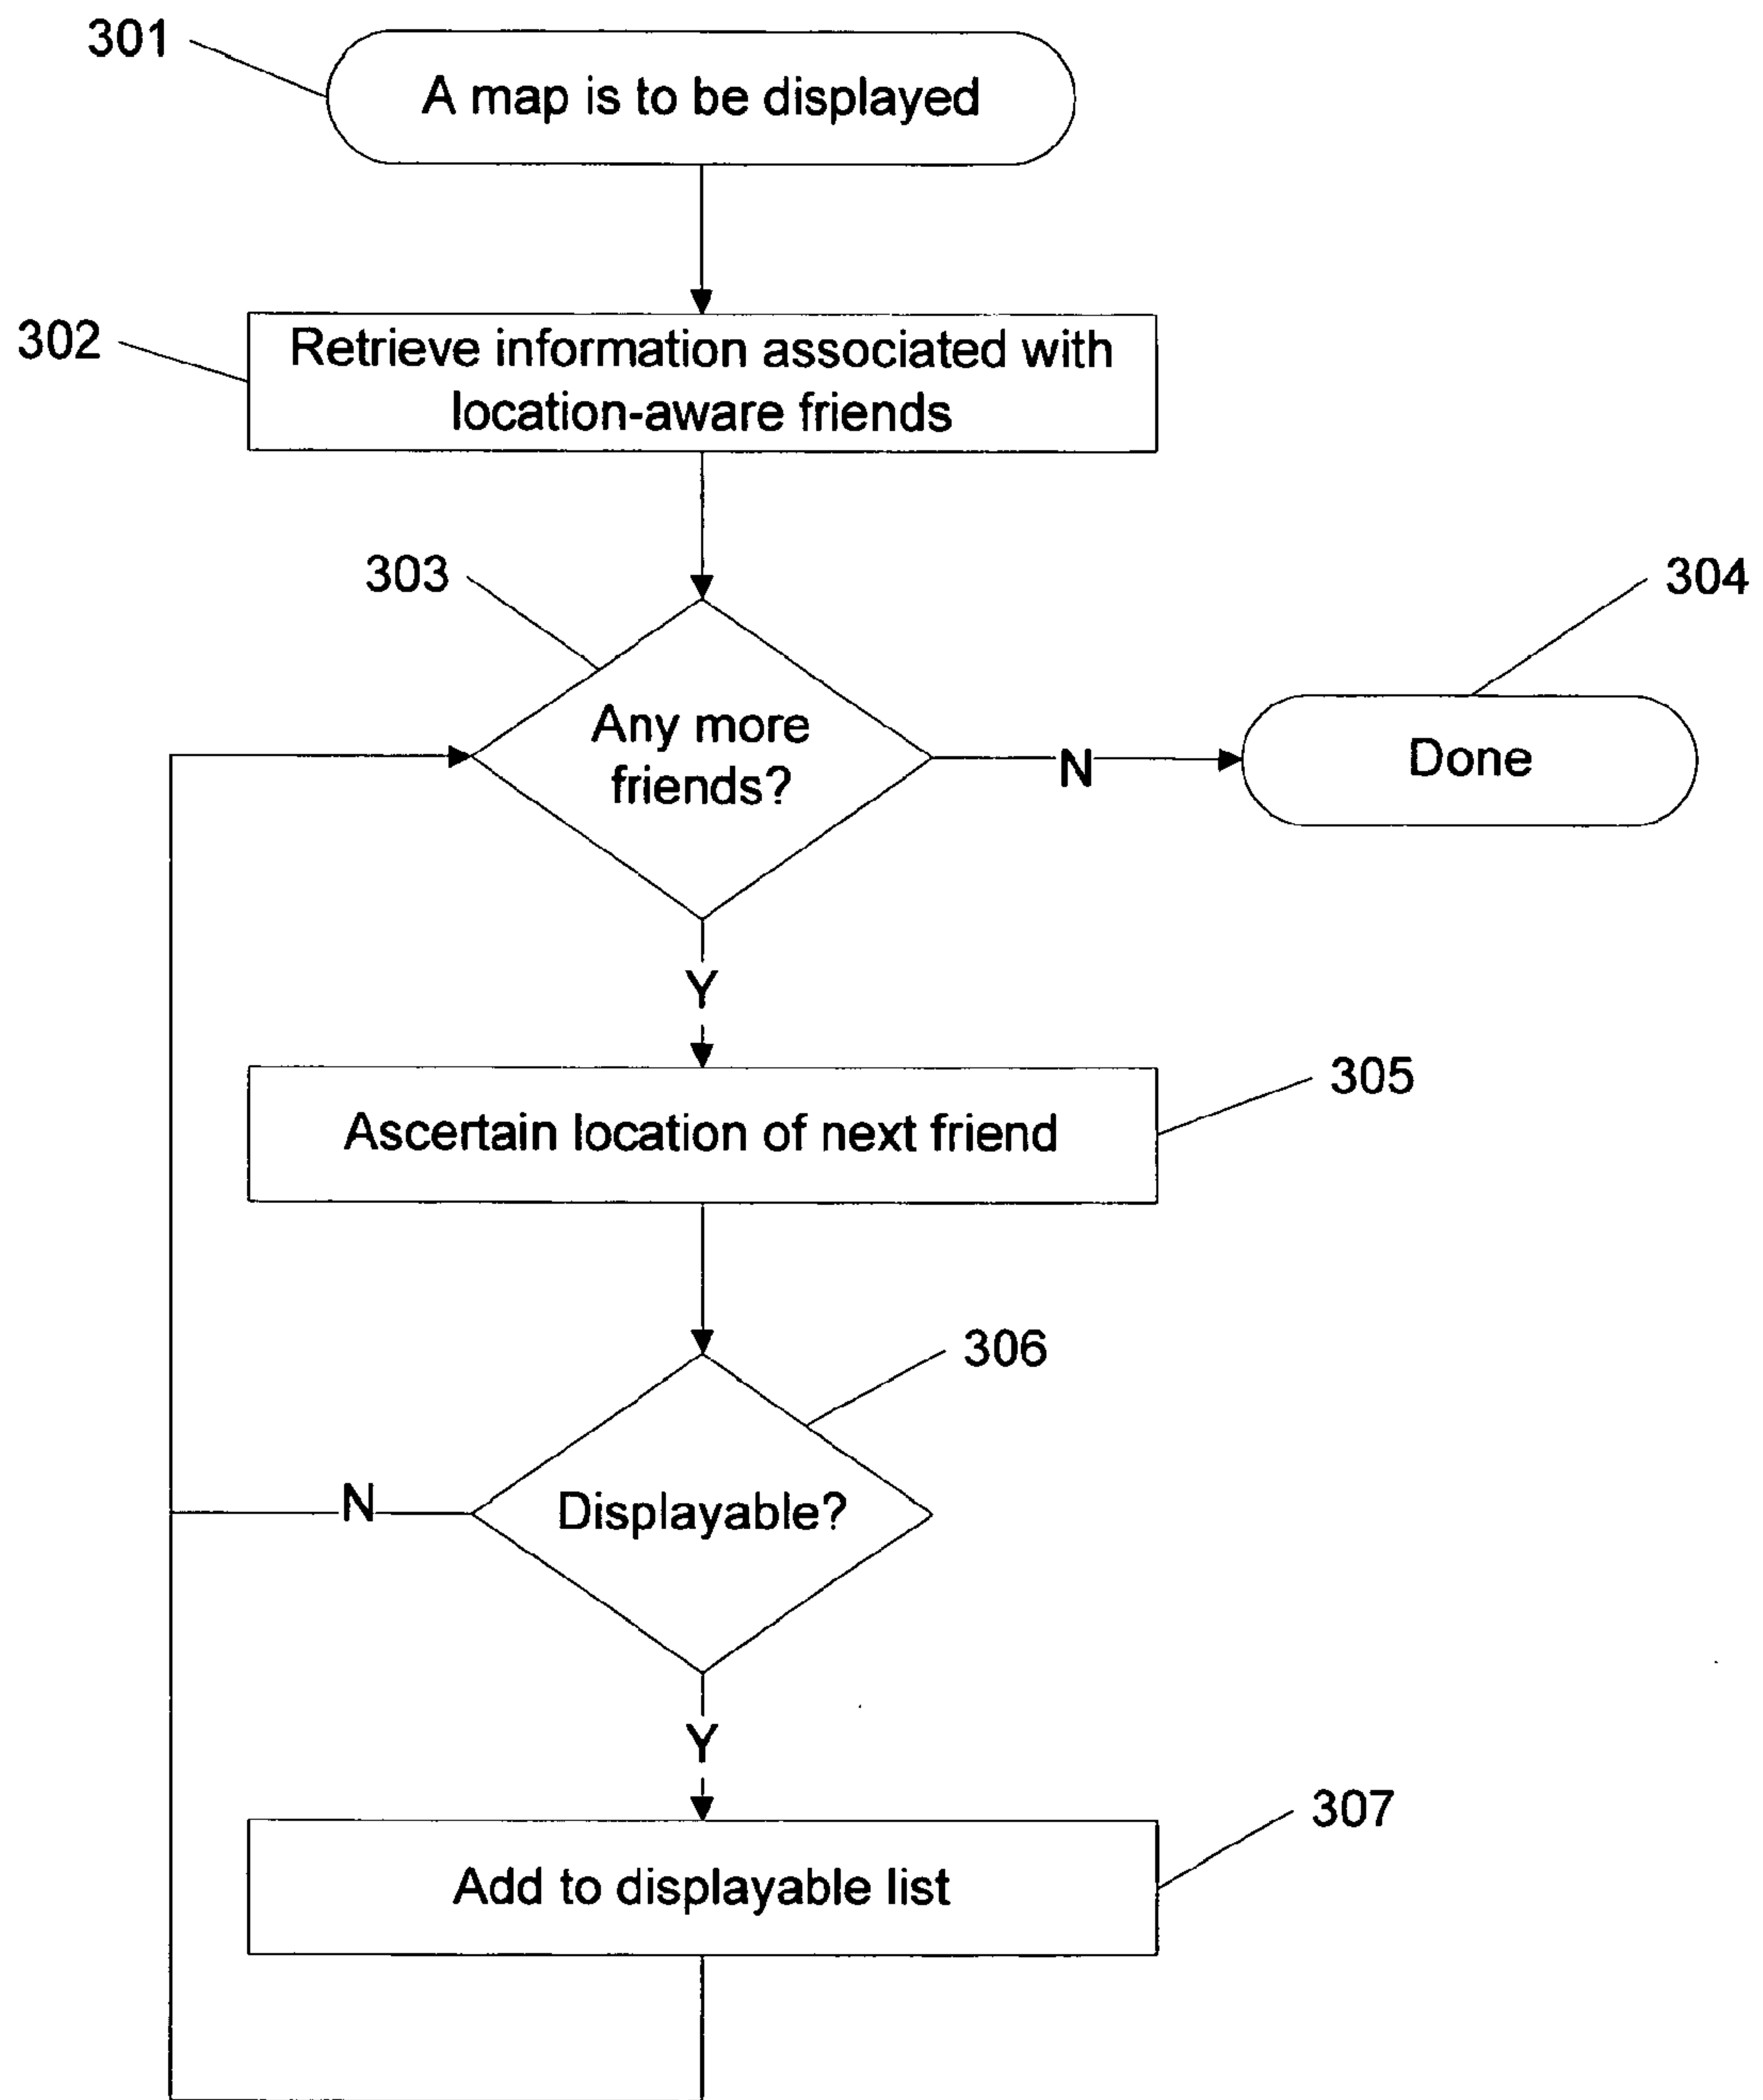 301
A map is to be displayed
302
Retrieve information associated with
location-aware friends
303
304
Any more
friends?
N
Done
Y
305
Ascertain location of next friend
306
Displayable?
N
Y
307
Add to displayable list